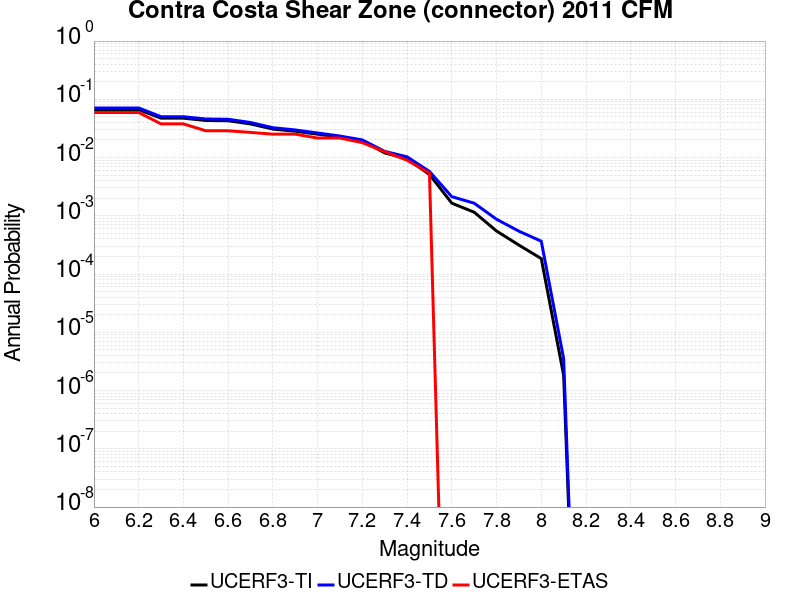 Contra Costa Shear Zone (connector) 2011 CFM
10^0
10^-1
10^-2
10^-3
10^-4
10^-5
10^-6
10^-7
10^-8
Annual Probability
6 6.2 6.4 6.6 6.8 7 7.2 7.4 7.6 7.8 8 8.2 8.4 8.6 8.8 9
Magnitude
UCERF3-TI UCERF3-TD UCERF3-ETAS